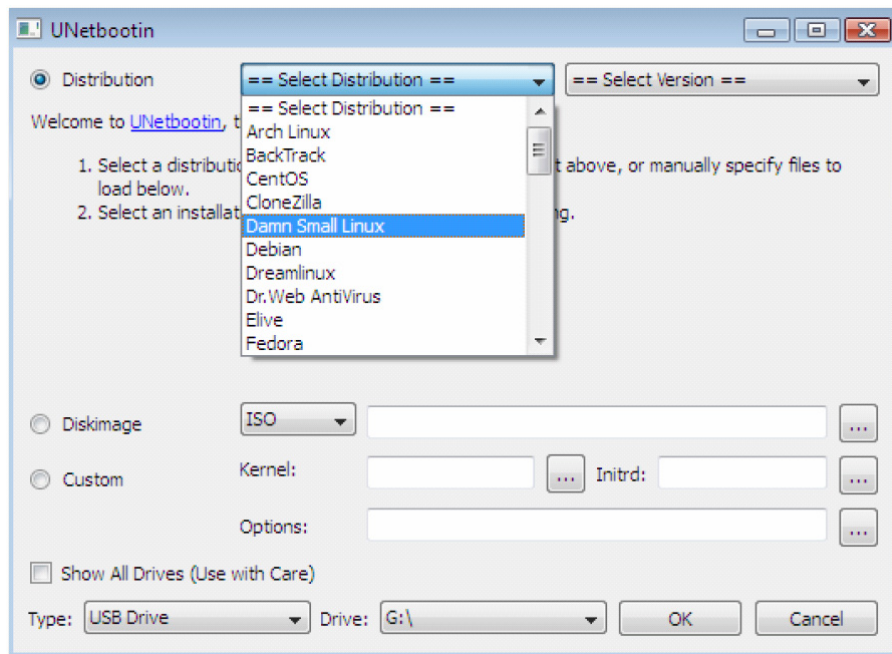 UNetbootin
Distribution
== Select Distribution ==
== Select Version ==
== Select Distribution ==
Arch Linux
BackTrack
CentOS
CloneZilla
Damn Small Linux
Debian
Dreamlinux
Dr.Web AntiVirus
Elive
Fedora
Welcome to UNetbootin, t
1. Select a distributio t above, or manually specify files to
load below.
2. Select an installat ng.
Diskimage
ISO
...
Custom
Kernel:
...
Initrd:
...
Options:
...
Show All Drives (Use with Care)
Type: USB Drive Drive: G:\ OK Cancel